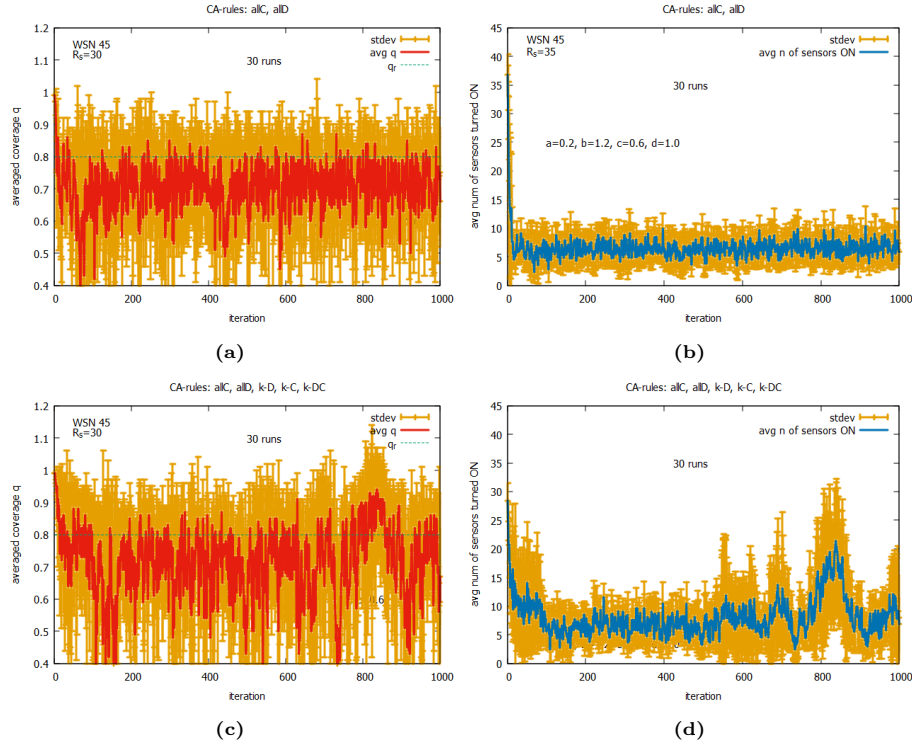 CA-rules: allC, allD
1.2
1.1
1
0.9
0.8
0.7
0.6
0.5
0.4
averaged coverage q
WSN 45
Rs=30
30 runs
stdev
avg q
qr
0 200 400 600 800 1000
iteration
(a)
CA-rules: allC, allD
45
40
35
30
25
20
15
10
5
0
avg num of sensors turned ON
WSN 45
Rs=35
30 runs
stdev
avg n of sensors ON
a=0.2, b=1.2, c=0.6, d=1.0
0 200 400 600 800 1000
iteration
(b)
CA-rules: allC, allD, k-D, k-C, k-DC
1.2
1.1
1
0.9
0.8
0.7
0.6
0.5
0.4
averaged coverage q
WSN 45
Rs=30
30 runs
stdev
avg q
qr
0.6
0 200 400 600 800 1000
iteration
(c)
CA-rules: allC, allD, k-D, k-C, k-DC
45
40
35
30
25
20
15
10
5
0
avg num of sensors turned ON
30 runs
stdev
avg n of sensors ON
0 200 400 600 800 1000
iteration
(d)